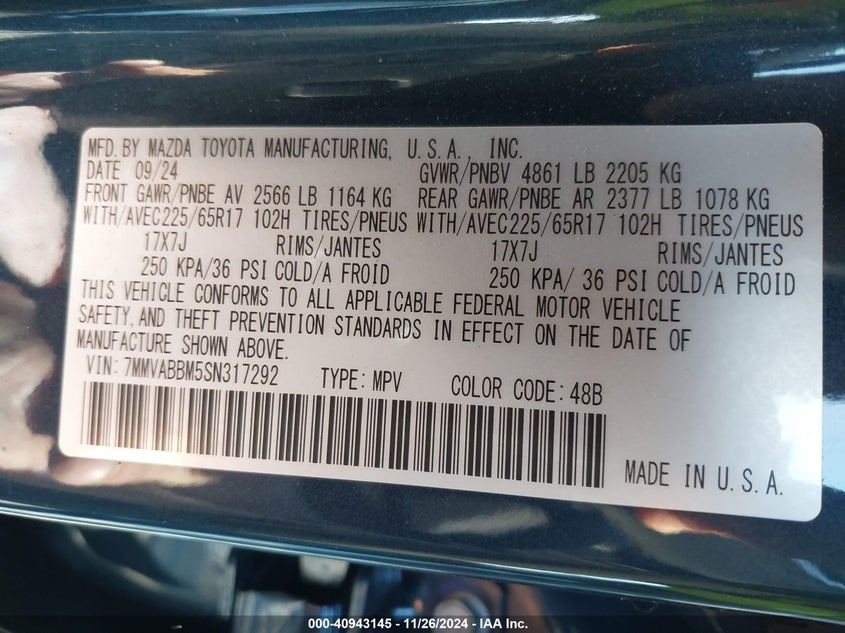 MFD. BY MAZDA TOYOTA MANUFACTURING, U.S.A. INC.
DATE 09/24 GVWR/PNBV 4861 LB 2205 KG
FRONT GAWR/PNBE AV 2566 LB 1164 KG REAR GAWR/PNBE AR 2377 LB 1078 KG
WITH/AVEC225/65R17 102H TIRES/PNEUS WITH/AVEC225/65R17 102H TIRES/PNEUS
17X7J RIMS/JANTES 17X7J RIMS/JANTES
250 KPA/36 PSI COLD/A FROID 250 KPA/ 36 PSI COLD/A FROID
THIS VEHICLE CONFORMS TO ALL APPLICABLE FEDERAL MOTOR VEHICLE
SAFETY, AND THEFT PREVENTION STANDARDS IN EFFECT ON THE DATE OF
MANUFACTURE SHOWN ABOVE.
VIN: 7MMVABBM5SN317292 TYPE: MPV COLOR CODE: 48B
MADE IN U.S.A.
000-40943145 - 11/26/2024 - IAA Inc.